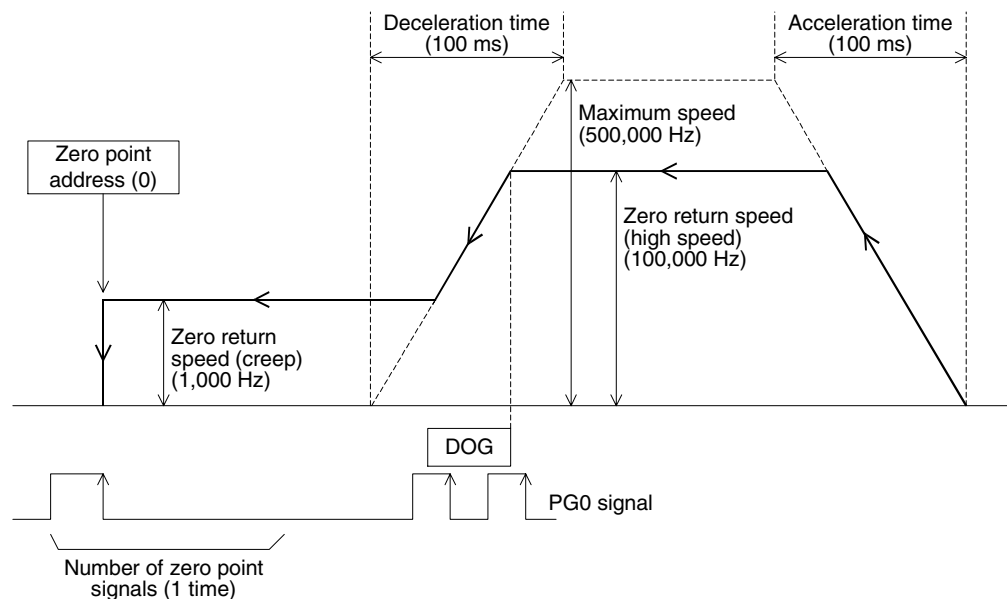 Deceleration time
(100 ms)
Acceleration time
(100 ms)
Maximum speed
(500,000 Hz)
Zero point
address (0)
Zero return speed
(high speed)
(100,000 Hz)
Zero return
speed (creep)
(1,000 Hz)
DOG
PG0 signal
Number of zero point
signals (1 time)